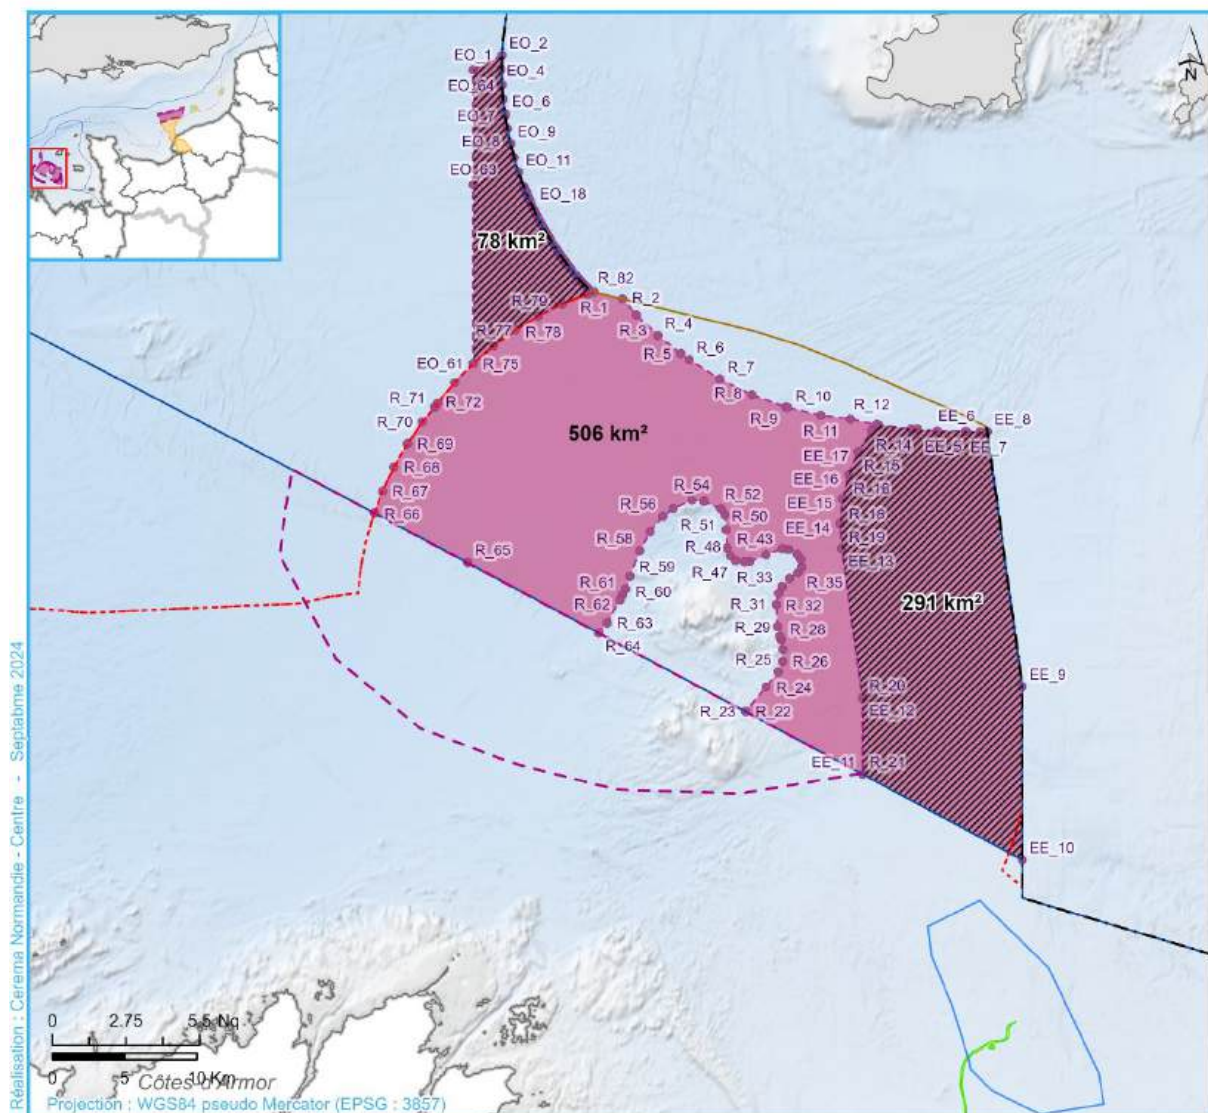 EO_1
EO_2
EO_4
EO_64
EO_6
EO_7
EO_9
EO_8
EO_11
EO_63
EO_18
78 km²
R_82
R_2
R_79
R_1
R_77
R_78
R_3
R_4
R_5
R_6
EO_61
R_75
R_7
R_8
R_71
R_72
R_9
R_10
R_70
R_11
R_12
EE_6
EE_8
506 km²
R_14
EE_5
EE_7
R_69
EE_17
R_15
R_68
EE_16
R_16
R_67
R_54
R_52
EE_15
R_66
R_56
R_50
R_18
R_51
EE_14
R_58
R_43
R_19
R_48
R_65
R_59
R_47
R_33
EE_13
R_61
R_35
R_60
R_62
R_31
R_32
291 km²
R_63
R_29
R_28
R_64
R_25
R_26
R_24
R_20
EE_9
R_23
R_22
EE_12
EE_11
R_21
EE_10
N
Réalisation : Cerema Normandie - Centre - Septabme 2024
0 2.75 5.5 Nq
0 5 10 Km
Côtes-d'Armor
Projection : WGS84 pseudo Mercator (EPSG : 3857)